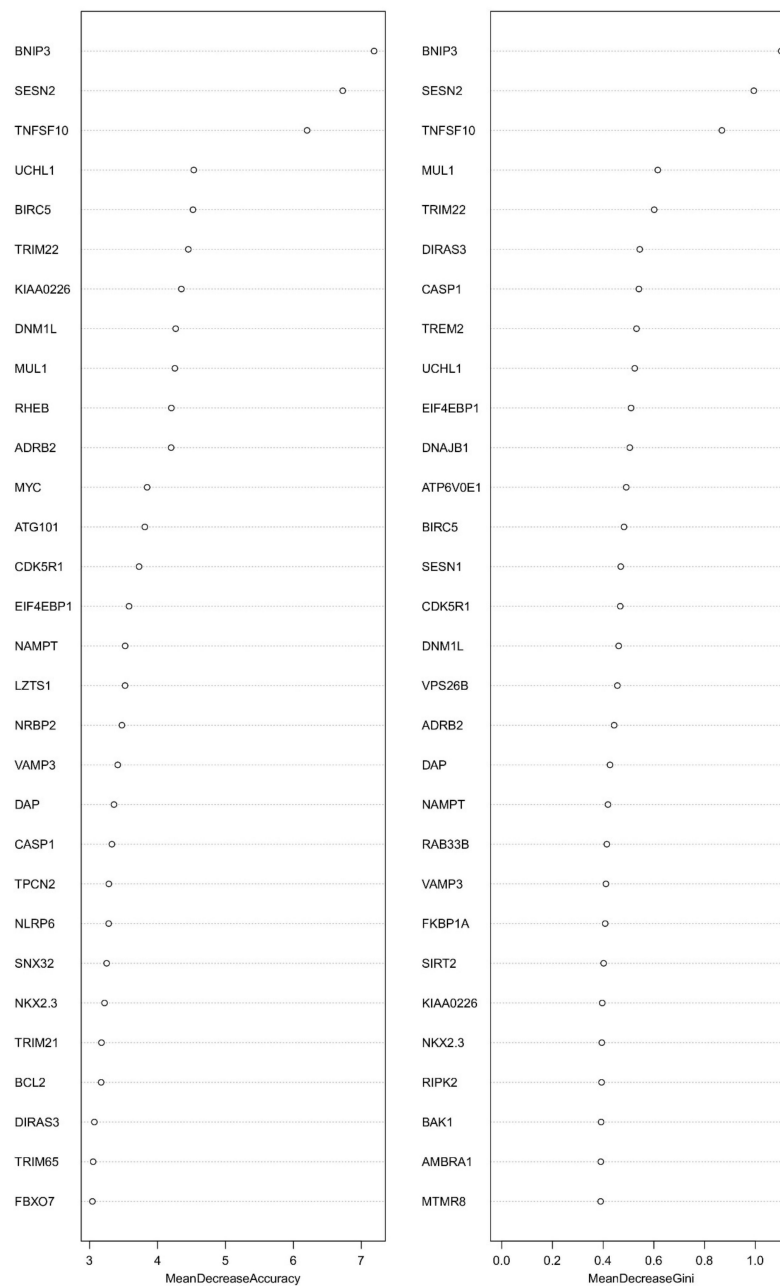 BNIP3
SESN2
TNFSF10
UCHL1
BIRC5
TRIM22
KIAA0226
DNM1L
MUL1
RHEB
ADRB2
MYC
ATG101
CDK5R1
EIF4EBP1
NAMPT
LZTS1
NRBP2
VAMP3
DAP
CASP1
TPCN2
NLRP6
SNX32
NKX2.3
TRIM21
BCL2
DIRAS3
TRIM65
FBXO7
3 4 5 6 7
MeanDecreaseAccuracy
BNIP3
SESN2
TNFSF10
MUL1
TRIM22
DIRAS3
CASP1
TREM2
UCHL1
EIF4EBP1
DNAJB1
ATP6V0E1
BIRC5
SESN1
CDK5R1
DNM1L
VPS26B
ADRB2
DAP
NAMPT
RAB33B
VAMP3
FKBP1A
SIRT2
KIAA0226
NKX2.3
RIPK2
BAK1
AMBRA1
MTMR8
0.0 0.2 0.4 0.6 0.8 1.0
MeanDecreaseGini